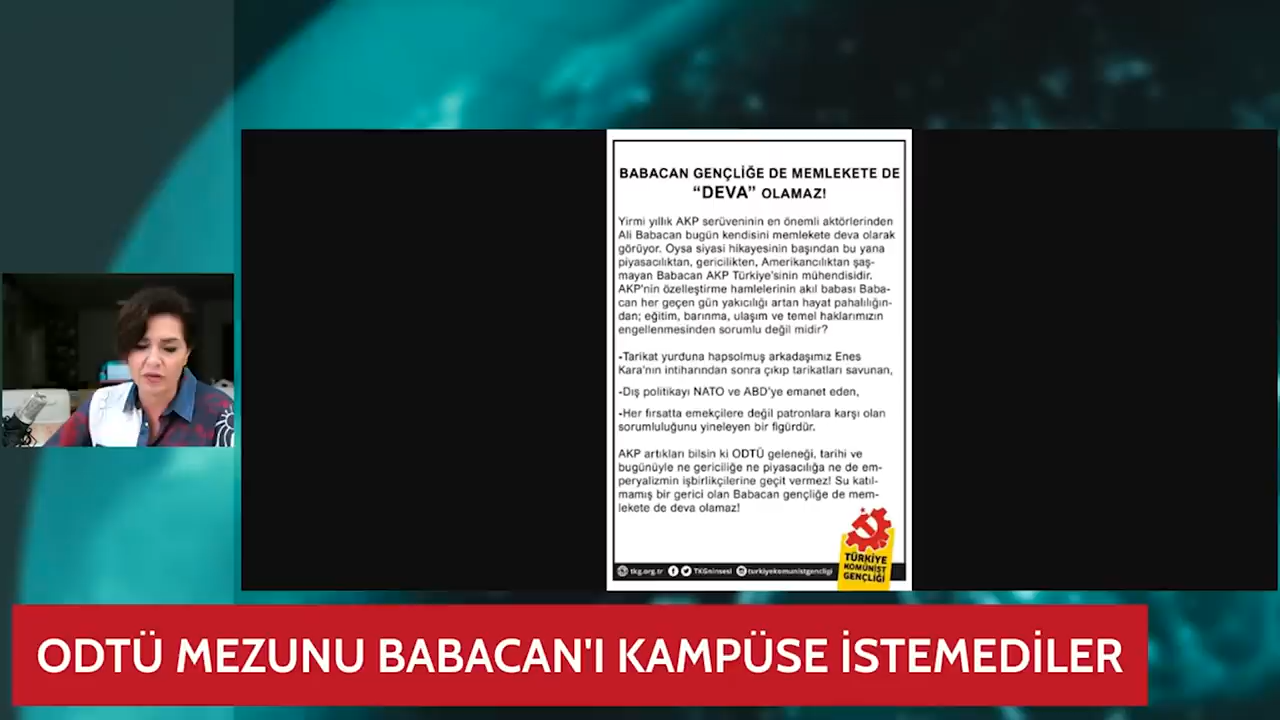 BABACAN GENÇLİĞE DE MEMLEKETE DE
“DEVA” OLAMAZ!
Yirmi yıllık AKP serüveninin en önemli aktörlerinden
Ali Babacan bugün kendisini memlekete deva olarak
görüyor. Oysa siyasi hikayesinin başından bu yana
piyasacılıktan, gericilikten, Amerikancılıktan şaş-
mayan Babacan AKP Türkiye'sinin mühendisidir.
AKP'nin özelleştirme hamlelerinin akıl babası Baba-
can her geçen gün yakıcılığı artan hayat pahalılığın-
dan; eğitim, barınma, ulaşım ve temel haklarımızın
engellenmesinden sorumlu değil midir?
-Tarikat yurduna hapsolmuş arkadaşımız Enes
Kara'nın intiharından sonra çıkıp tarikatları savunan,
-Dış politikayı NATO ve ABD'ye emanet eden,
-Her fırsatta emekçilere değil patronlara karşı olan
sorumluluğunu yineleyen bir figürdür.
AKP artıkları bilsin ki ODTÜ geleneği, tarihi ve
bugünüyle ne gericiliğe ne piyasacılığa ne de em-
peryalizmin işbirlikçilerine geçit vermez! Su katıl-
mamış bir gerici olan Babacan gençliğe de mem-
lekete de deva olamaz!
TÜRKİYE
KOMÜNİST
GENÇLİĞİ
tkg.org.tr TKGninsesi turkiyekomunistgencligi
ODTÜ MEZUNU BABACAN'I KAMPÜSE İSTEMEDİLER